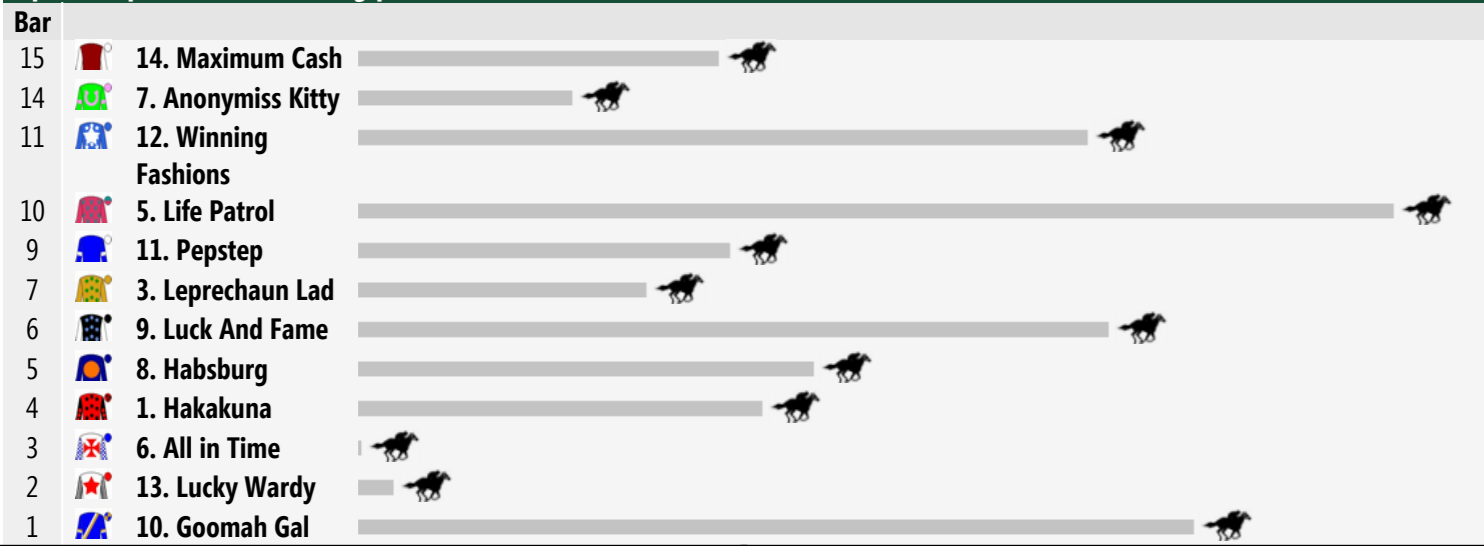 Bar
15 14. Maximum Cash
14 7. Anonymiss Kitty
11 12. Winning
Fashions
10 5. Life Patrol
9 11. Pepstep
7 3. Leprechaun Lad
6 9. Luck And Fame
5 8. Habsburg
4 1. Hakakuna
3 6. All in Time
2 13. Lucky Wardy
1 10. Goomah Gal